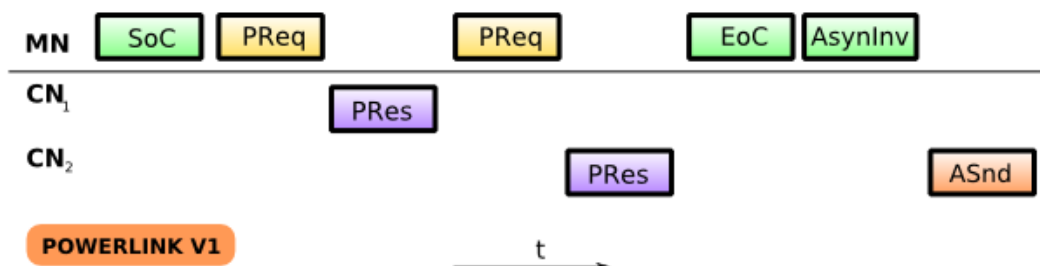 MN SoC PReq PReq EoC AsynInv
CN1 PRes
CN2 PRes ASnd
POWERLINK V1 t